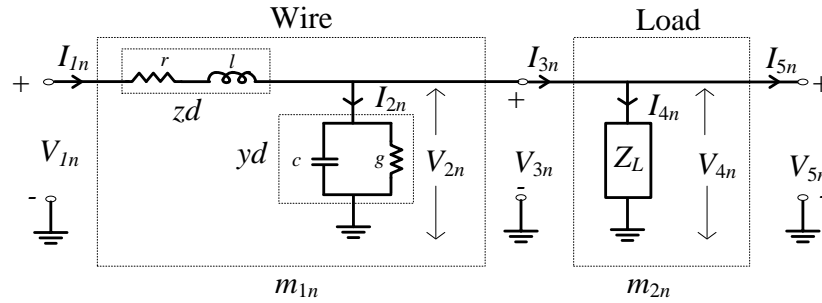 Wire Load
I1n r l I3n I5n
+ + +
zd I2n I4n
V1n yd c g V2n V3n ZL V4n V5n
- - -
m1n m2n